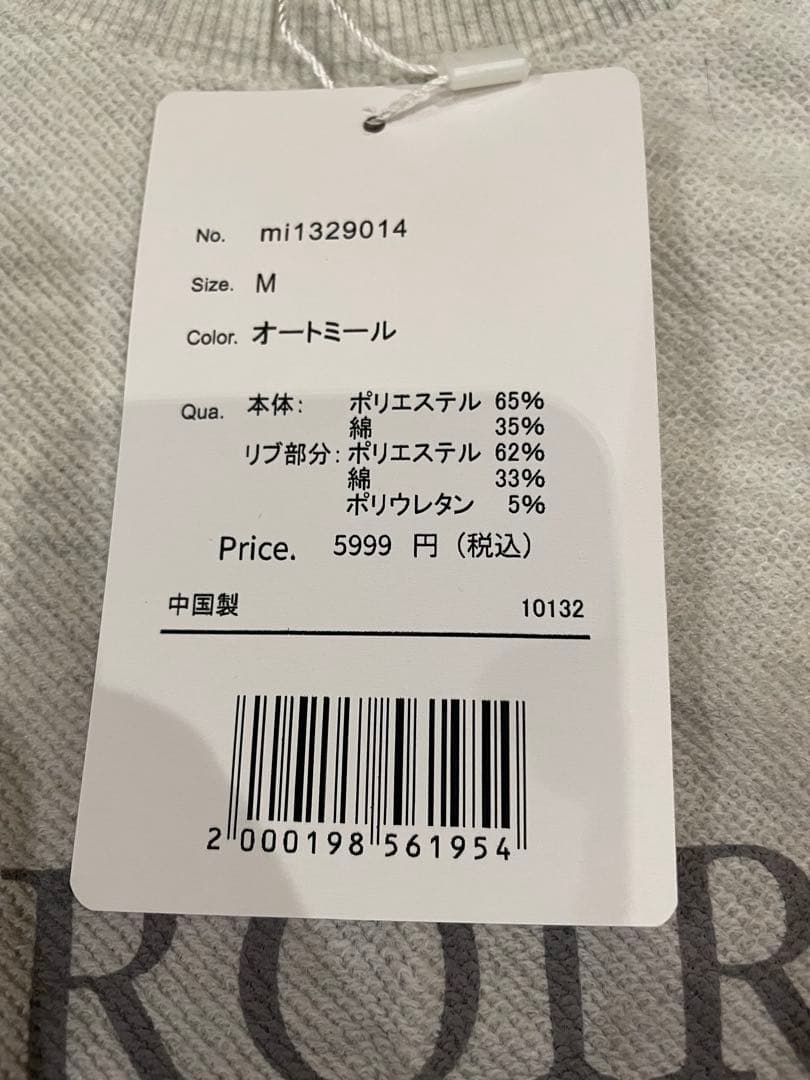 No. mi1329014
Size. M
Color. オートミール
Qua. 本体: ポリエステル 65%
綿 35%
リブ部分: ポリエステル 62%
綿 33%
ポリウレタン 5%
Price. 5999 円 (税込)
中国製 10132
2 000198 561954
ROIR